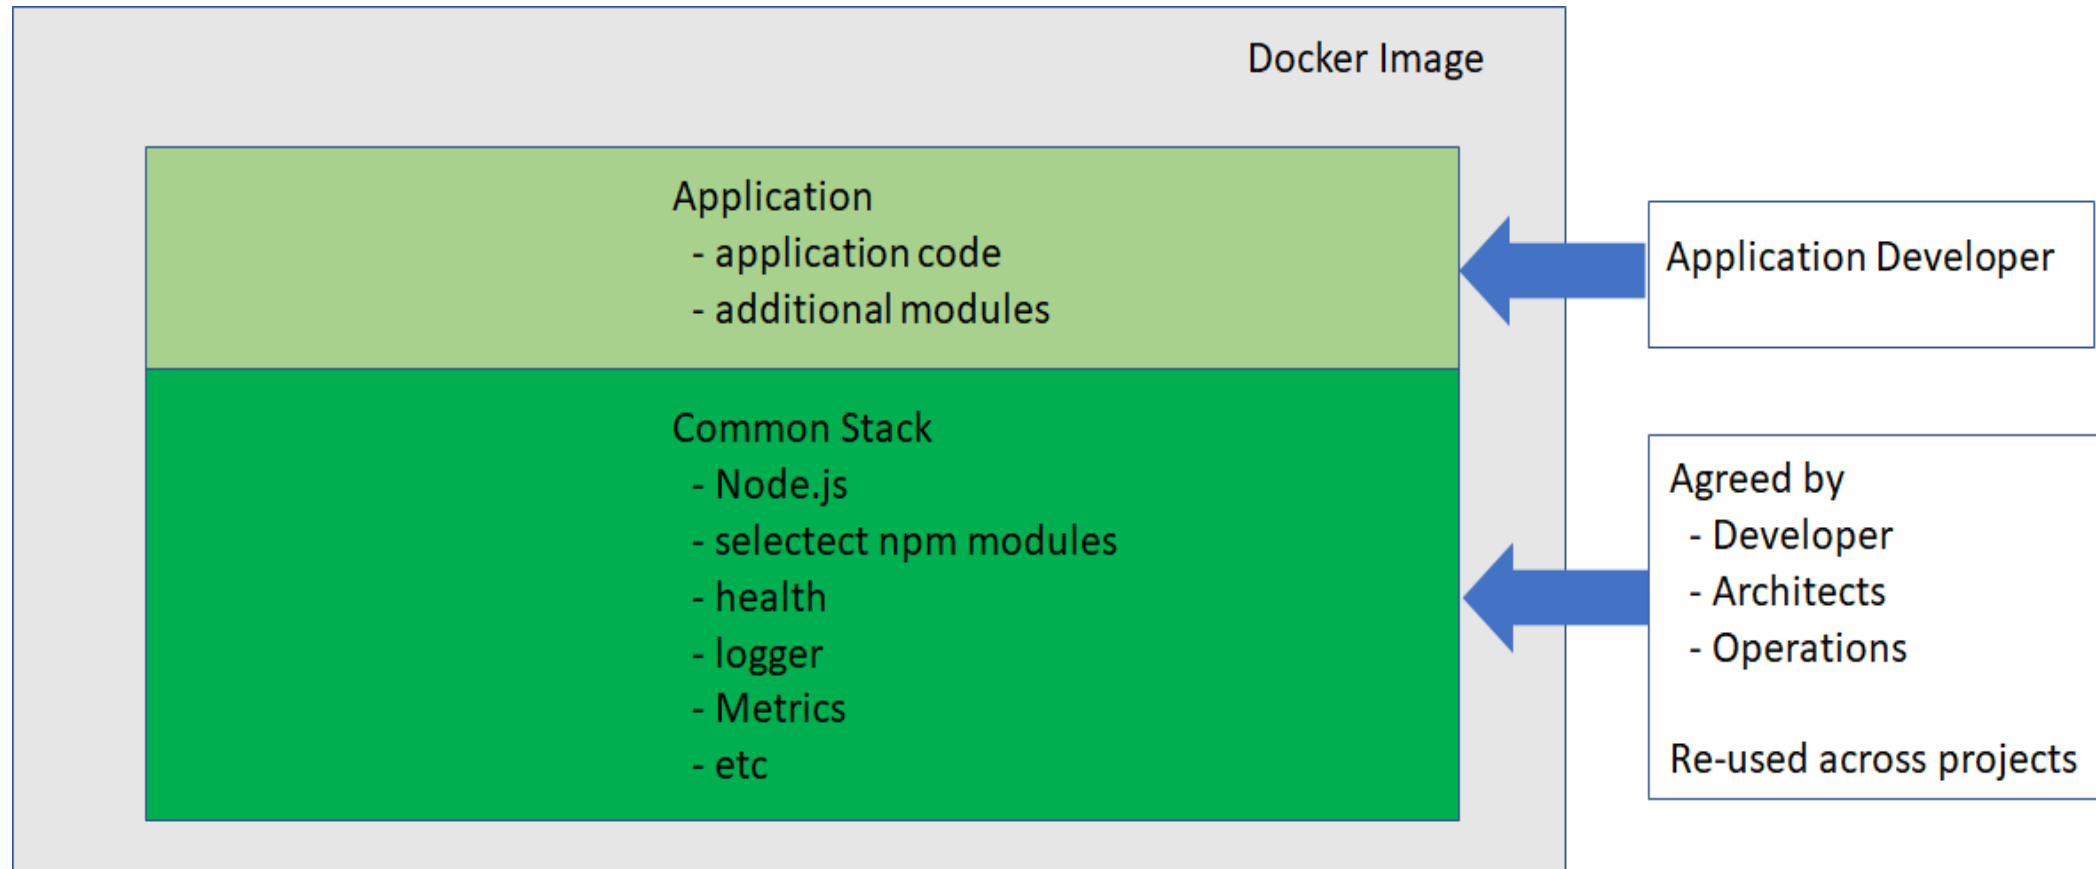 Docker Image
Application
- application code
- additional modules
Application Developer
Common Stack
- Node.js
- selectect npm modules
- health
- logger
- Metrics
- etc
Agreed by
- Developer
- Architects
- Operations
Re-used across projects